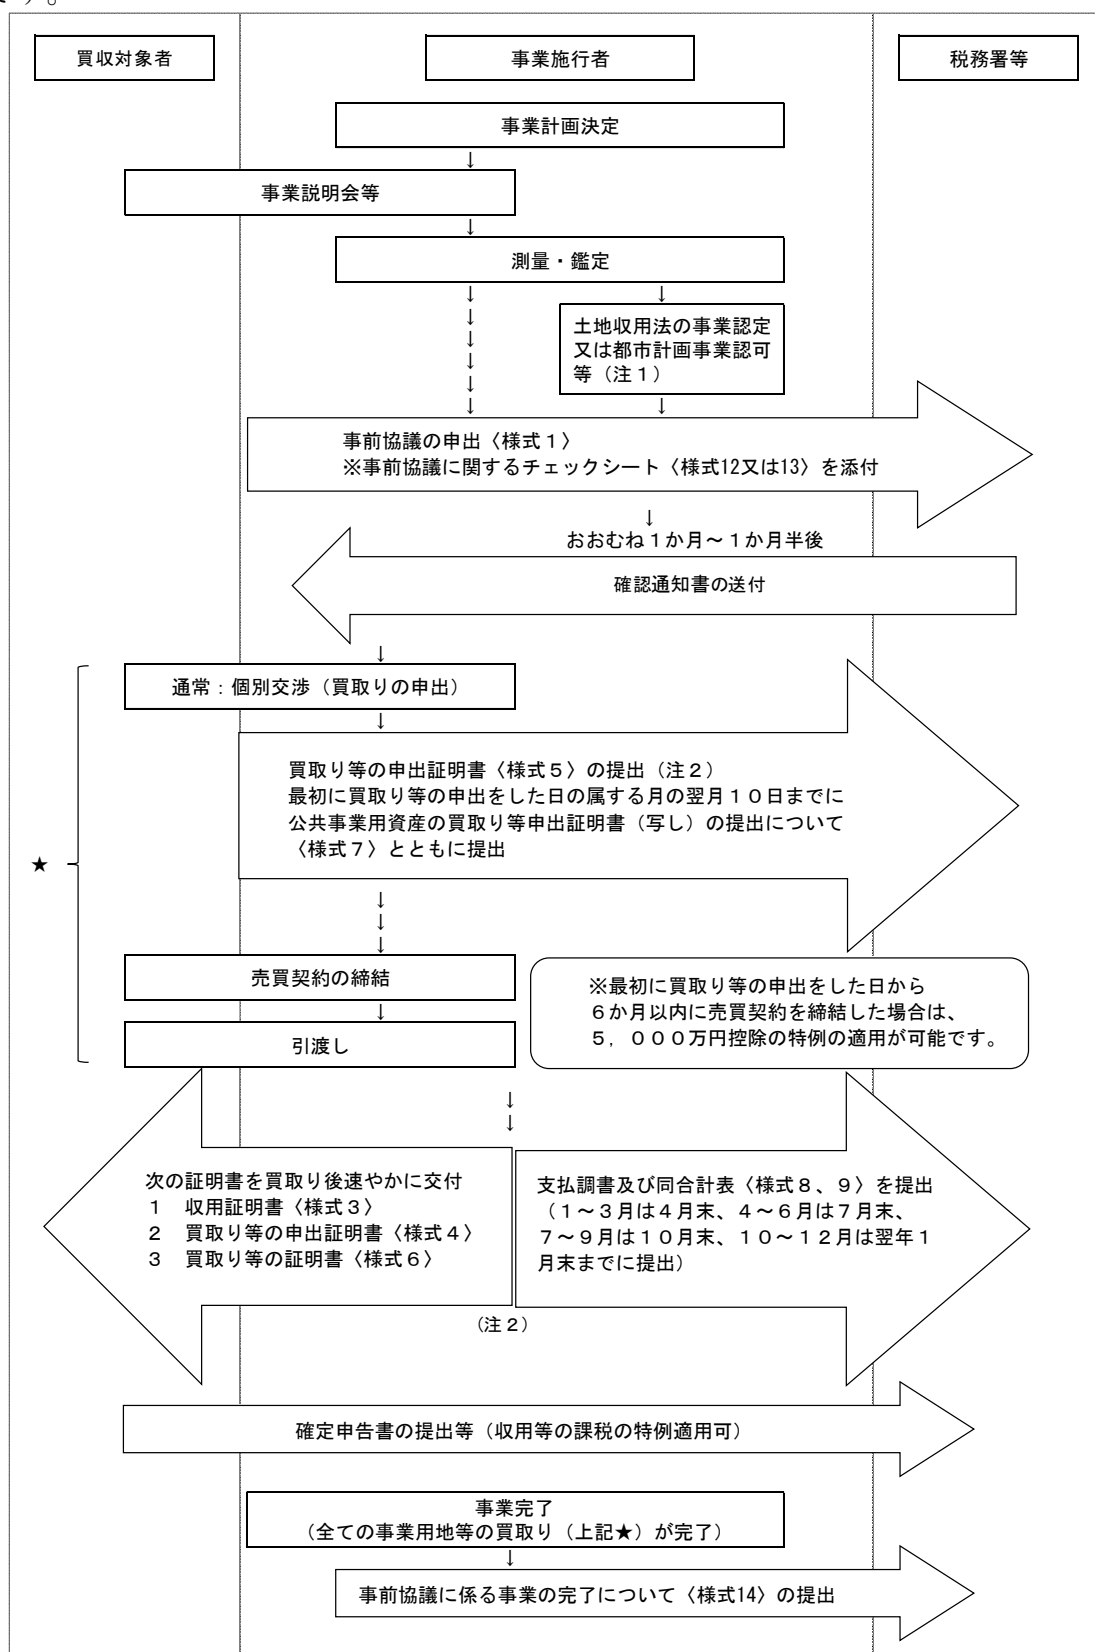 ます。
買収対象者
事業施行者
税務署等
事業計画決定
↓
事業説明会等
↓
測量・鑑定
↓ ↓
↓
↓
↓
↓
土地収用法の事業認定
又は都市計画事業認可
等（注１）
↓ ↓
事前協議の申出〈様式１〉
※事前協議に関するチェックシート〈様式12又は13〉を添付
↓
おおむね１か月～１か月半後
確認通知書の送付
↓
通常：個別交渉（買取りの申出）
↓
買取り等の申出証明書〈様式５〉の提出（注２）
最初に買取り等の申出をした日の属する月の翌月１０日までに
公共事業用資産の買取り等申出証明書（写し）の提出について
〈様式７〉とともに提出
★
↓
↓
↓
売買契約の締結
↓
引渡し
※最初に買取り等の申出をした日から
６か月以内に売買契約を締結した場合は、
５，０００万円控除の特例の適用が可能です。
↓
↓
次の証明書を買取り後速やかに交付
１　収用証明書〈様式３〉
２　買取り等の申出証明書〈様式４〉
３　買取り等の証明書〈様式６〉
支払調書及び同合計表〈様式８、９〉を提出
（１～３月は４月末、４～６月は７月末、
７～９月は１０月末、１０～１２月は翌年１
月末までに提出）
（注２）
確定申告書の提出等（収用等の課税の特例適用可）
事業完了
（全ての事業用地等の買取り（上記★）が完了）
↓
事前協議に係る事業の完了について〈様式14〉の提出